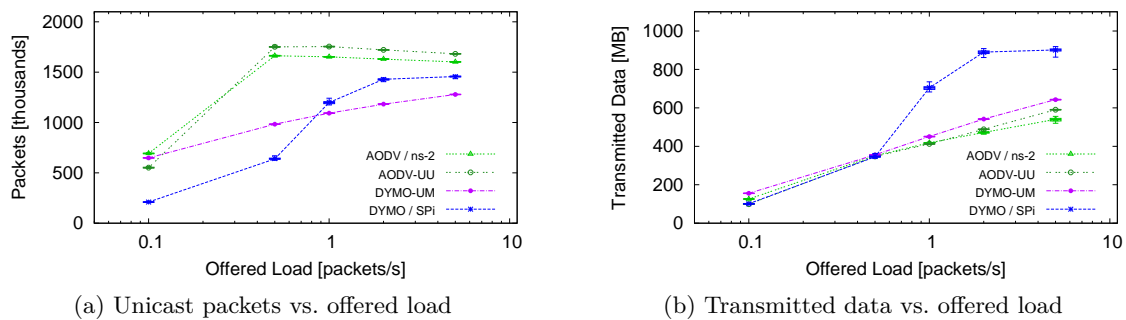 Packets [thousands]
2000
1500
1000
500
0
0.1
1
10
Offered Load [packets/s]
AODV / ns-2
AODV-UU
DYMO-UM
DYMO / SPi
(a) Unicast packets vs. offered load
Transmitted Data [MB]
1000
800
600
400
200
0
0.1
1
10
Offered Load [packets/s]
AODV / ns-2
AODV-UU
DYMO-UM
DYMO / SPi
(b) Transmitted data vs. offered load